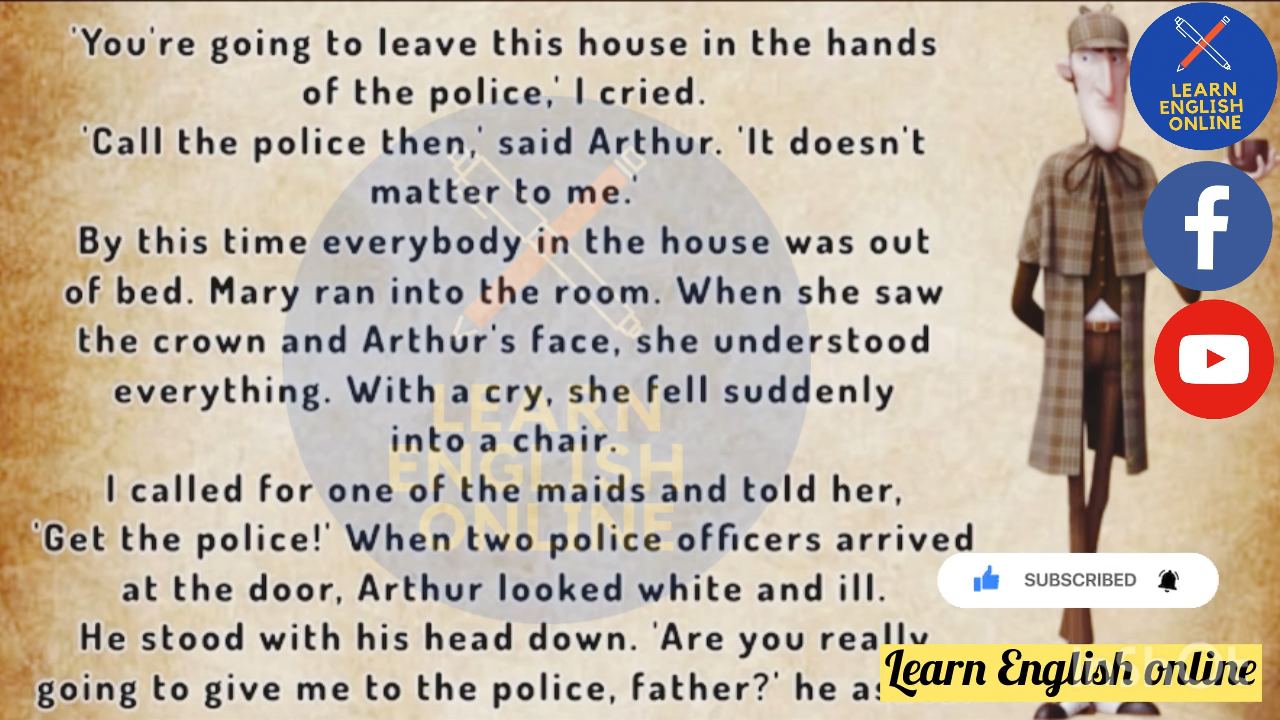 'You're going to leave this house in the hands
of the police,' I cried.
'Call the police then,' said Arthur. 'It doesn't
matter to me.'
By this time everybody in the house was out
of bed. Mary ran into the room. When she saw
the crown and Arthur's face, she understood
everything. With a cry, she fell suddenly
into a chair.
I called for one of the maids and told her,
'Get the police!' When two police officers arrived
at the door, Arthur looked white and ill.
He stood with his head down. 'Are you really
going to give me to the police, father?' he
LEARN
ENGLISH
ONLINE
LEARN
ENGLISH
ONLINE
SUBSCRIBED
Learn English online